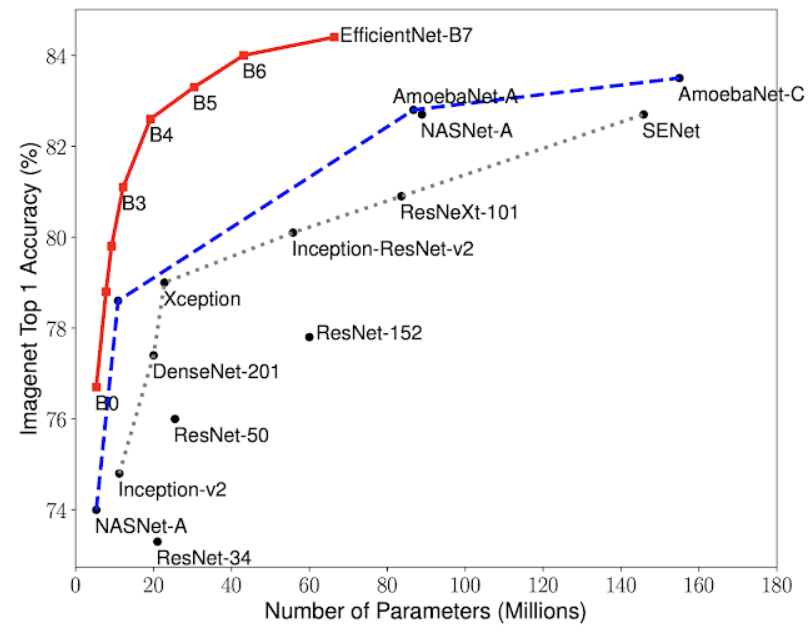 EfficientNet-B7
84
B6
B5
AmoebaNet-A
AmoebaNet-C
B4
NASNet-A
SENet
82
B3
ResNeXt-101
80
Inception-ResNet-v2
Xception
ResNet-152
78
DenseNet-201
B0
76
ResNet-50
Inception-v2
74
NASNet-A
ResNet-34
0 20 40 60 80 100 120 140 160 180
Number of Parameters (Millions)
Imagenet Top 1 Accuracy (%)